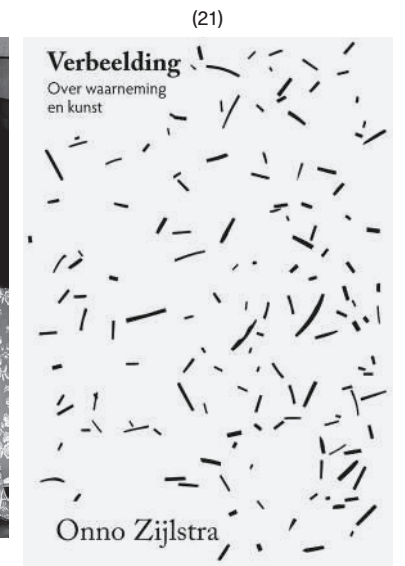 (21)
Verbeelding
Over waarneming
en kunst
Onno Zijlstra